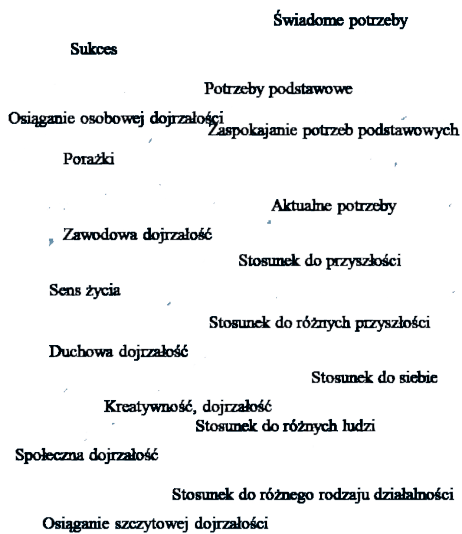 Świadome potrzeby
Sukces
Potrzeby podstawowe
Osiąganie osobowej dojrzałości
Zaspokajanie potrzeb podstawowych
Porażki
Aktualne potrzeby
Zawodowa dojrzałość
Stosunek do przyszłości
Sens życia
Stosunek do różnych przyszłości
Duchowa dojrzałość
Stosunek do siebie
Kreatywność, dojrzałość
Stosunek do różnych ludzi
Społeczna dojrzałość
Stosunek do różnego rodzaju działalności
Osiąganie szczytowej dojrzałości